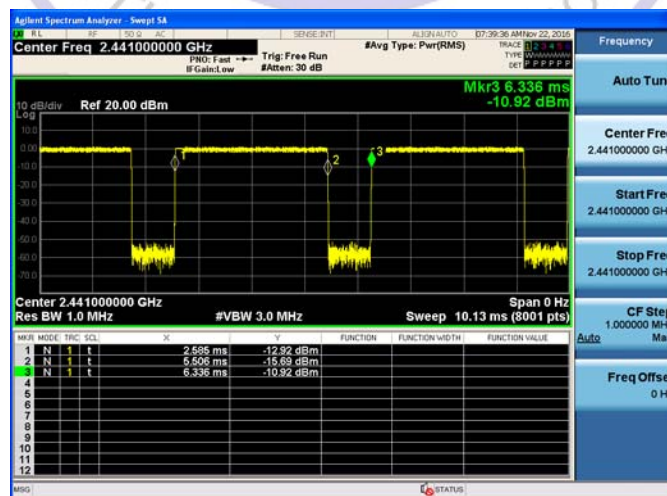 Agilent Spectrum Analyzer - Swept SA
RL RF 50 Ω AC SENSE:INT ALIGN AUTO 07:39:36 AM Nov 22, 2016
Center Freq 2.441000000 GHz
PNO: Fast
IFGain:Low
Trig: Free Run
#Atten: 30 dB
#Avg Type: Pwr(RMS)
TRACE 1 2 3 4 5 6
TYPE
DET P P P P P P
Mkr3 6.336 ms
-10.92 dBm
10 dB/div Ref 20.00 dBm
Log
10.0
0.00
-10.0
-20.0
-30.0
-40.0
-50.0
-60.0
-70.0
2
3
Center 2.441000000 GHz Span 0 Hz
Res BW 1.0 MHz #VBW 3.0 MHz Sweep 10.13 ms (8001 pts)
MKR MODE TRC SCL X Y FUNCTION FUNCTION WIDTH FUNCTION VALUE
1 N 1 t 2.585 ms -12.92 dBm
2 N 1 t 5.506 ms -15.69 dBm
3 N 1 t 6.336 ms -10.92 dBm
4
5
6
7
8
9
10
11
12
MSG STATUS
Frequency
Auto Tun
Center Fre
2.441000000 GH
Start Fre
2.441000000 GH
Stop Fre
2.441000000 GH
CF Step
1.000000 MH
Auto Ma
Freq Offse
0 H